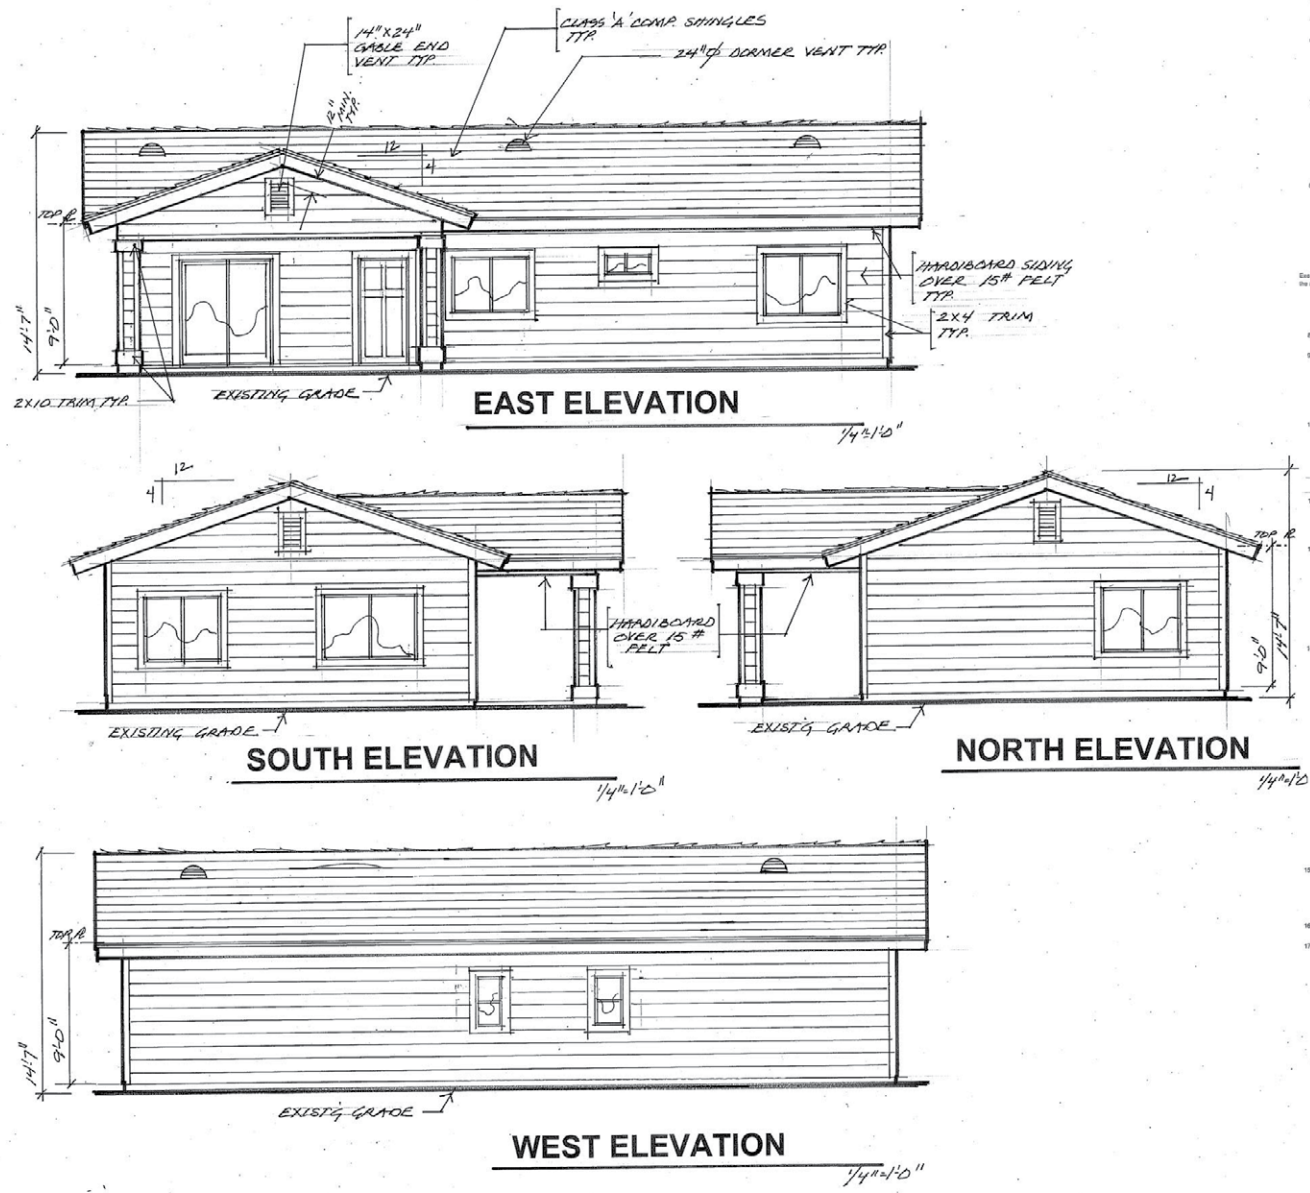 14"X24"
GABLE END
VENT TYP.
CLASS 'A' COMP. SHINGLES
TYP.
24"Ø DORMER VENT TYP.
12" MIN.
TYP.
12
4
TOP PL
14'-7"
9'-0"
HARDIBOARD SIDING
OVER 15# FELT
TYP.
2X4 TRIM
TYP.
2X10 TRIM TYP.
EXISTING GRADE
EAST ELEVATION
1/4"=1'-0"
12
4
HARDIBOARD
OVER 15 #
FELT
EXISTING GRADE
SOUTH ELEVATION
1/4"=1'-0"
12
4
TOP PL
9'-0"
14'-7"
EXIST'G GRADE
NORTH ELEVATION
1/4"=1'-0
TOP PL
14'-7"
9'-0"
EXIST'G GRADE
WEST ELEVATION
1/4"=1'-0"